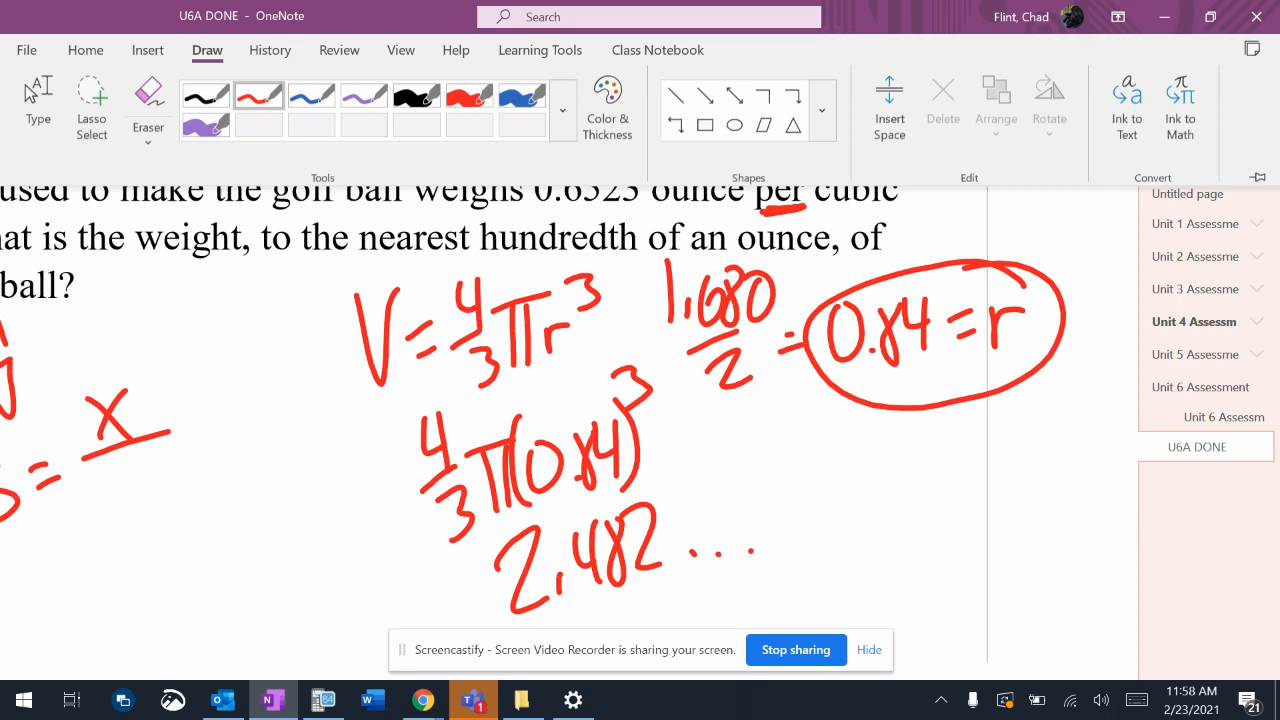 U6A DONE - OneNote
Search
Flint, Chad
File Home Insert Draw History Review View Help Learning Tools Class Notebook
Type
Lasso Select
Eraser
Color & Thickness
Insert Space
Delete
Arrange
Rotate
Ink to Text
Ink to Math
Tools
Shapes
Edit
Convert
used to make the golf ball weighs 0.6523 ounce per cubic
hat is the weight, to the nearest hundredth of an ounce, of
ball?
V = 4/3 πr³
1.680/2 = 0.84 = r
= x
4/3 π(0.84)³
2.482 ...
Untitled page
Unit 1 Assessme
Unit 2 Assessme
Unit 3 Assessme
Unit 4 Assessm
Unit 5 Assessme
Unit 6 Assessment
Unit 6 Assessm
U6A DONE
Screencastify - Screen Video Recorder is sharing your screen.
Stop sharing
Hide
84
1
11:58 AM
2/23/2021
21